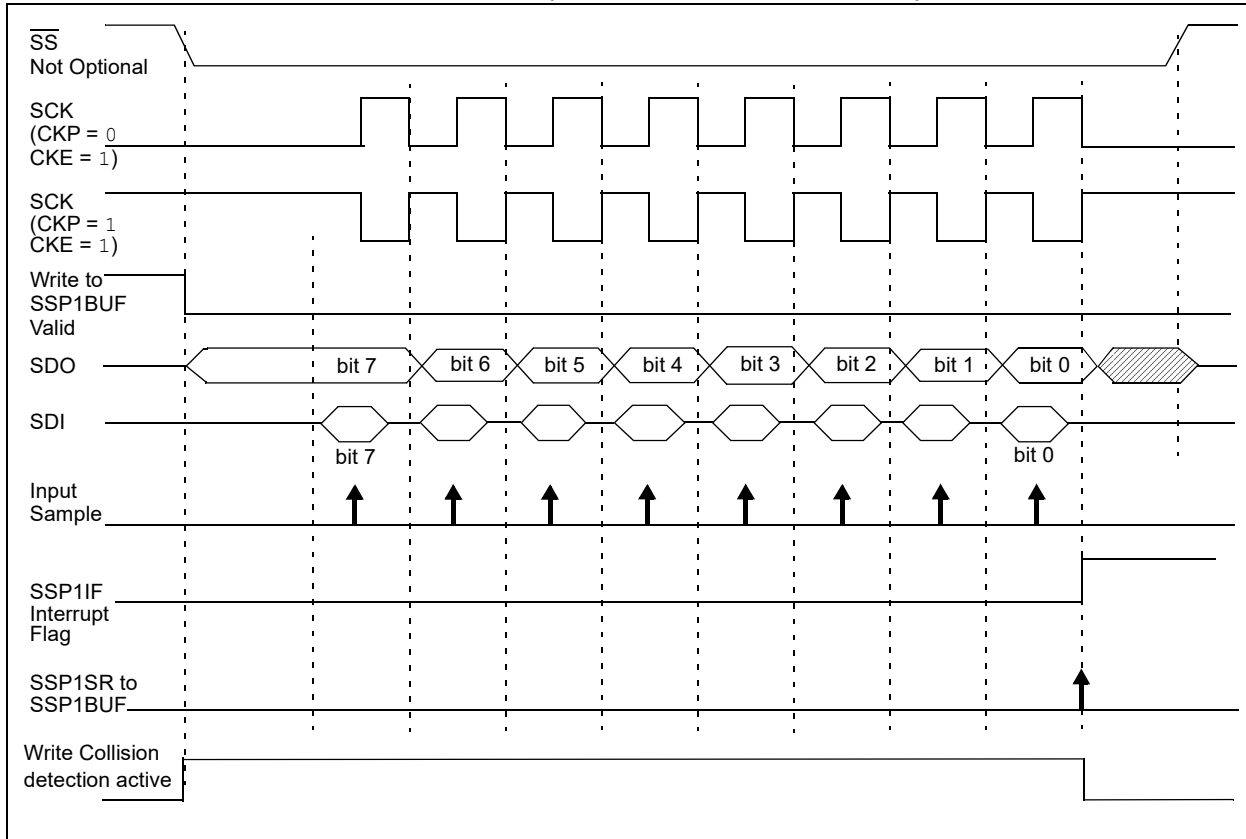 SS
Not Optional
SCK
(CKP = 0
CKE = 1)
SCK
(CKP = 1
CKE = 1)
Write to
SSP1BUF
Valid
SDO
bit 7
bit 6
bit 5
bit 4
bit 3
bit 2
bit 1
bit 0
SDI
bit 7
bit 0
Input
Sample
SSP1IF
Interrupt
Flag
SSP1SR to
SSP1BUF
Write Collision
detection active